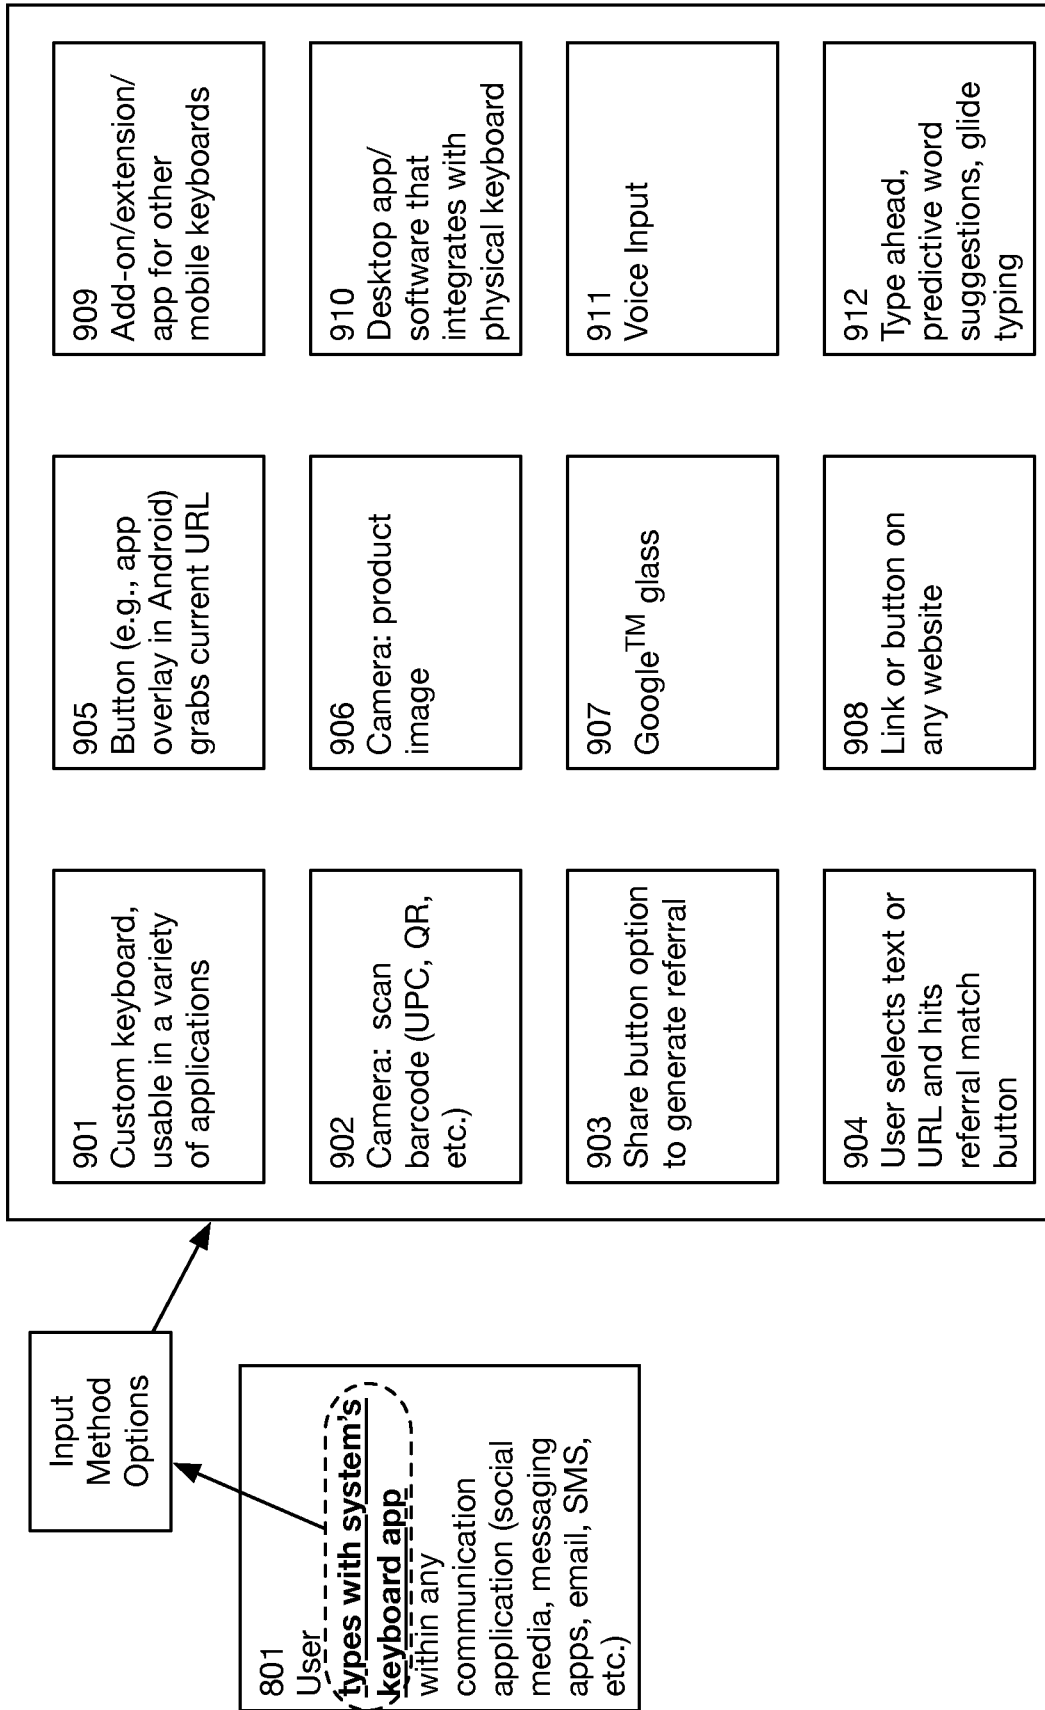 801
User
types with system's
keyboard app
within any
communication
application (social
media, messaging
apps, email, SMS,
etc.)
Input
Method
Options
901
Custom keyboard,
usable in a variety
of applications
902
Camera: scan
barcode (UPC, QR,
etc.)
903
Share button option
to generate referral
904
User selects text or
URL and hits
referral match
button
905
Button (e.g., app
overlay in Android)
grabs current URL
906
Camera: product
image
907
Google™ glass
908
Link or button on
any website
909
Add-on/extension/
app for other
mobile keyboards
910
Desktop app/
software that
integrates with
physical keyboard
911
Voice Input
912
Type ahead,
predictive word
suggestions, glide
typing